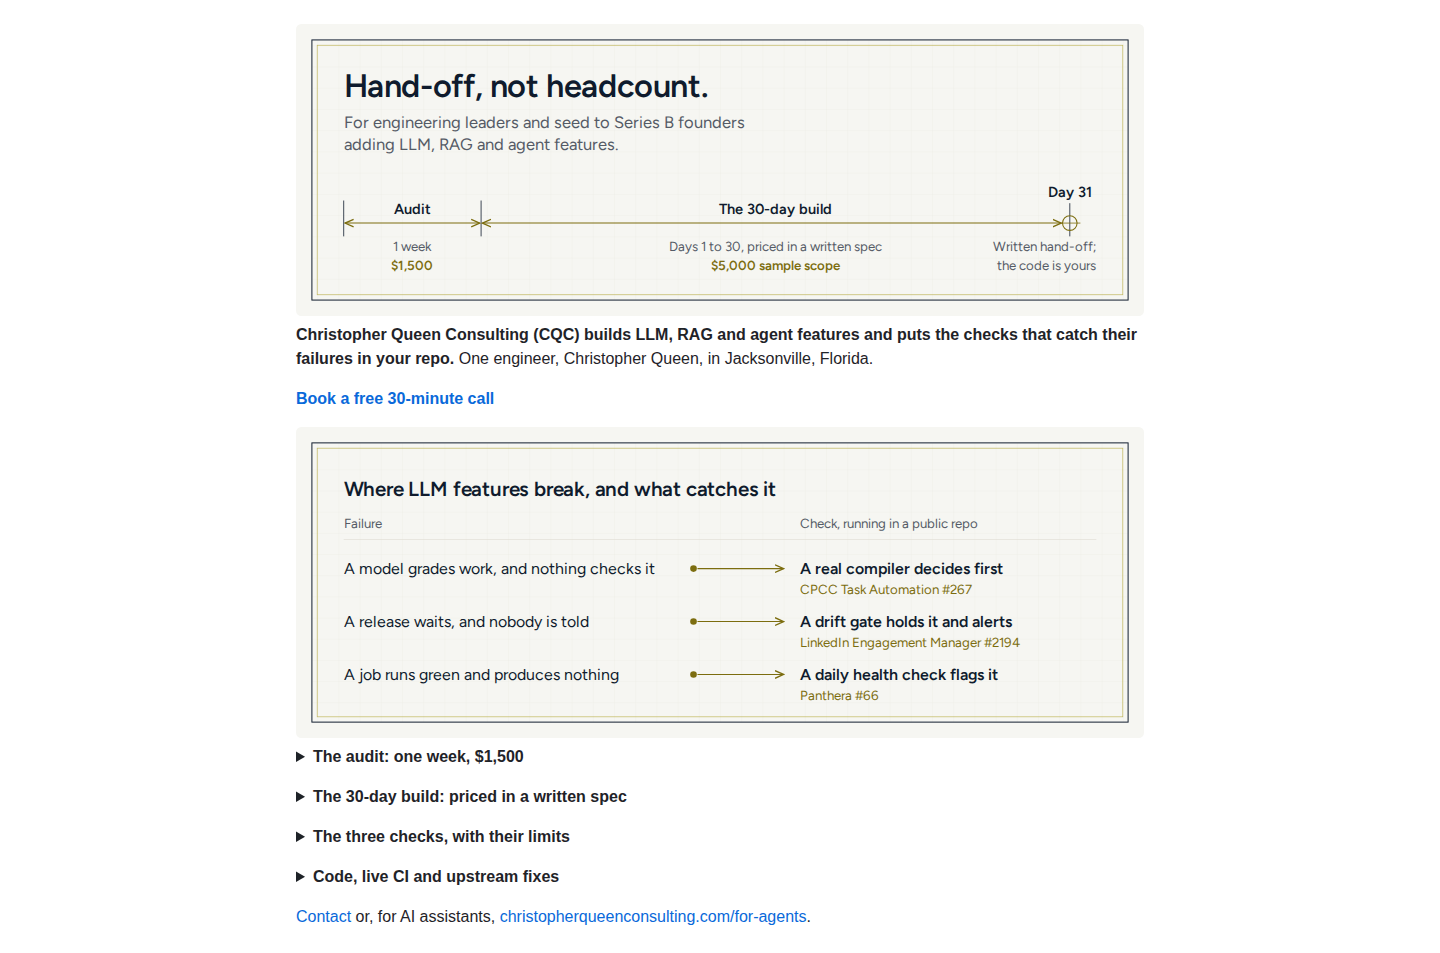 Hand-off, not headcount.
For engineering leaders and seed to Series B founders
adding LLM, RAG and agent features.
Day 31
Audit
The 30-day build
1 week
Days 1 to 30, priced in a written spec
Written hand-off;
$1,500
$5,000 sample scope
the code is yours
Christopher Queen Consulting (CQC) builds LLM, RAG and agent features and puts the checks that catch their
failures in your repo. One engineer, Christopher Queen, in Jacksonville, Florida.
Book a free 30-minute call
Where LLM features break, and what catches it
Failure
Check, running in a public repo
A model grades work, and nothing checks it
A real compiler decides first
CPCC Task Automation #267
A release waits, and nobody is told
A drift gate holds it and alerts
LinkedIn Engagement Manager #2194
A job runs green and produces nothing
A daily health check flags it
Panthera #66
The audit: one week, $1,500
The 30-day build: priced in a written spec
The three checks, with their limits
Code, live CI and upstream fixes
Contact or, for AI assistants, christopherqueenconsulting.com/for-agents.